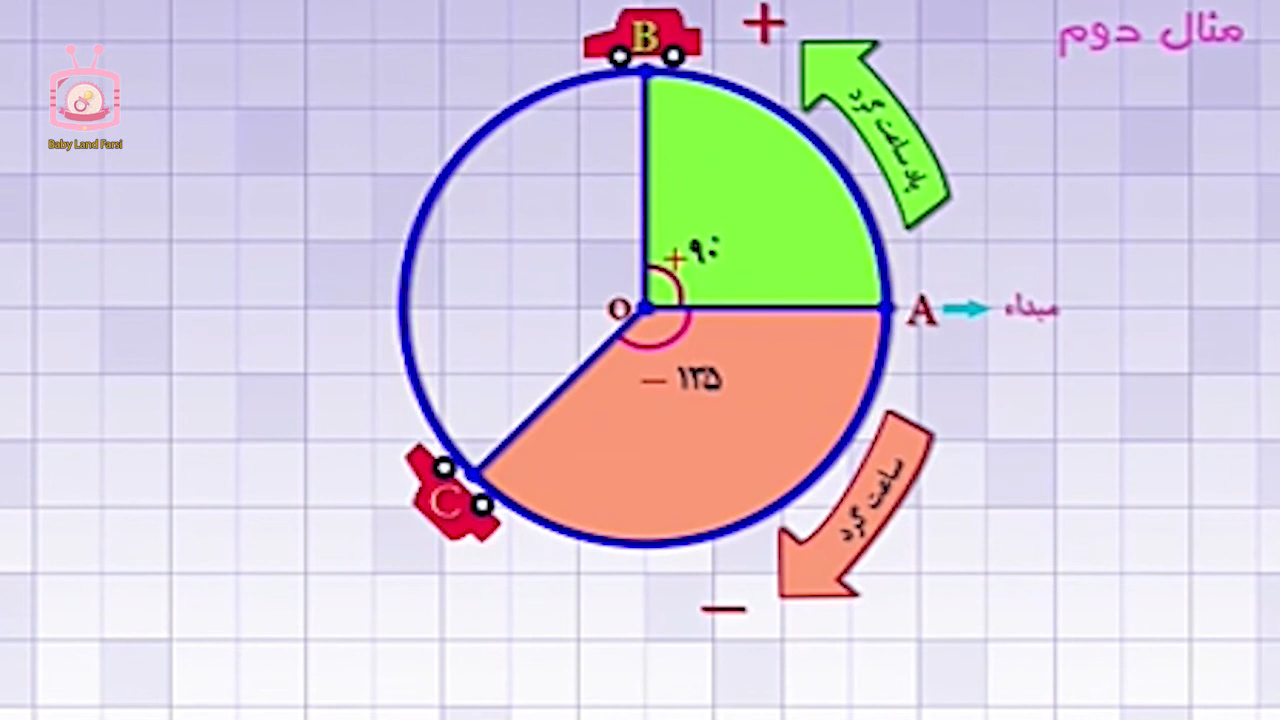 مثال دوم
Baby Land Farsi
B
+
پاد ساعت گرد
+ ۹۰°
O
A
مبداء
− ۱۳۵
ساعت گرد
C
−